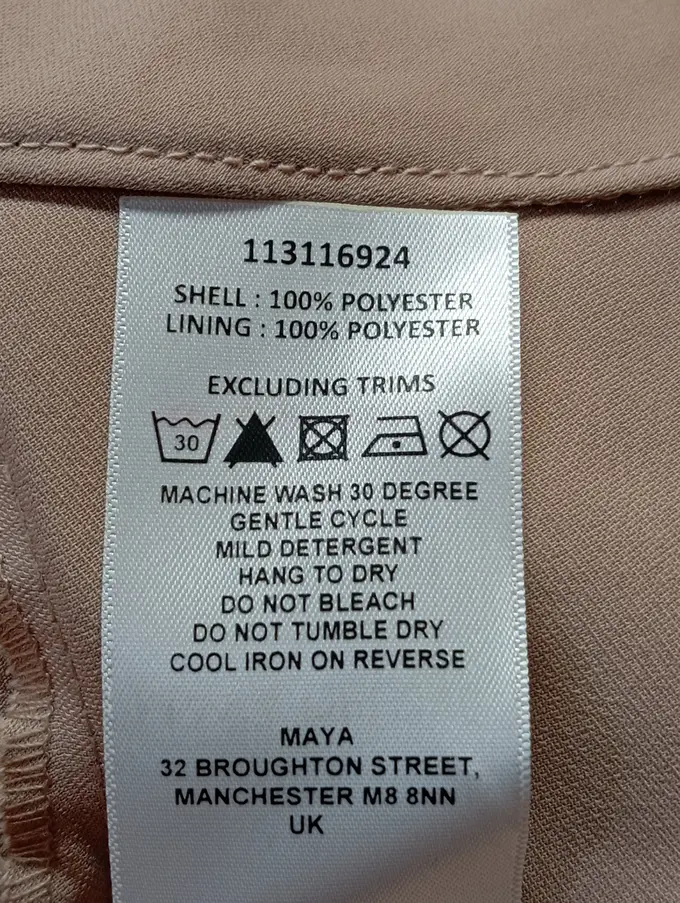 113116924
SHELL : 100% POLYESTER
LINING : 100% POLYESTER
EXCLUDING TRIMS
30
MACHINE WASH 30 DEGREE
GENTLE CYCLE
MILD DETERGENT
HANG TO DRY
DO NOT BLEACH
DO NOT TUMBLE DRY
COOL IRON ON REVERSE
MAYA
32 BROUGHTON STREET,
MANCHESTER M8 8NN
UK